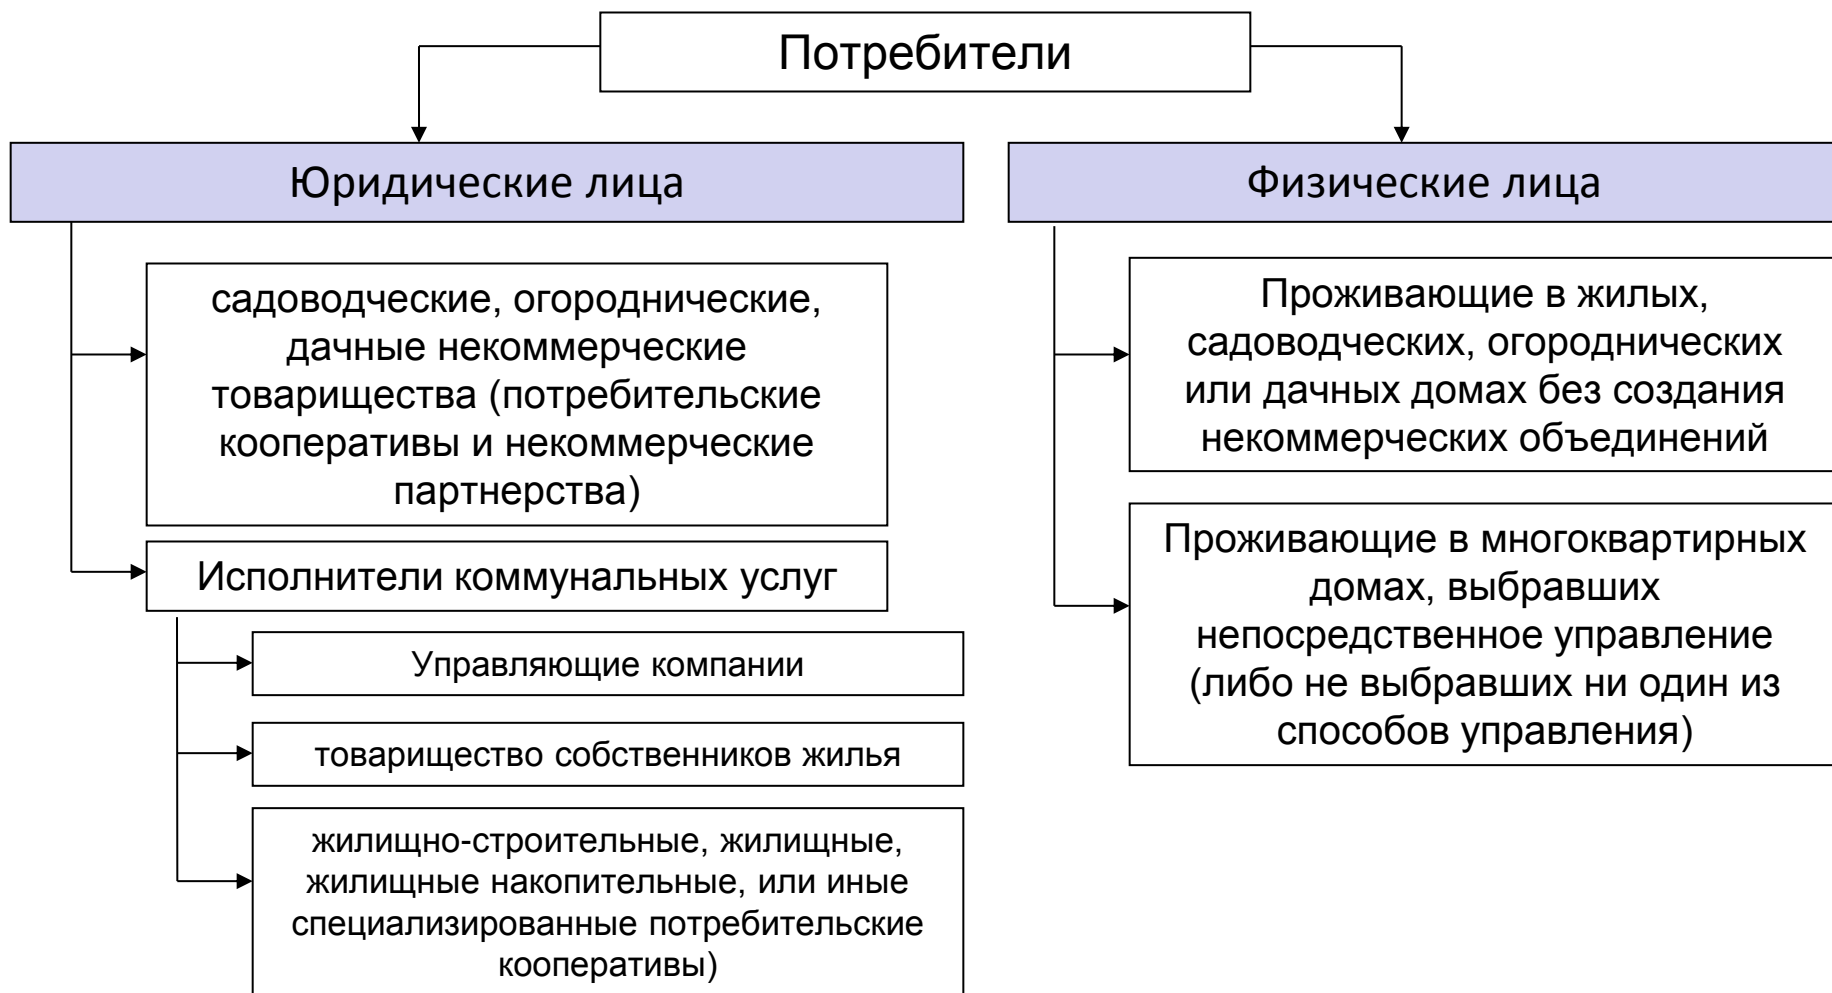 Потребители
Юридические лица
садоводческие, огороднические,
дачные некоммерческие
товарищества (потребительские
кооперативы и некоммерческие
партнерства)
Исполнители коммунальных услуг
Управляющие компании
товарищество собственников жилья
жилищно-строительные, жилищные,
жилищные накопительные, или иные
специализированные потребительские
кооперативы)
Физические лица
Проживающие в жилых,
садоводческих, огороднических
или дачных домах без создания
некоммерческих объединений
Проживающие в многоквартирных
домах, выбравших
непосредственное управление
(либо не выбравших ни один из
способов управления)